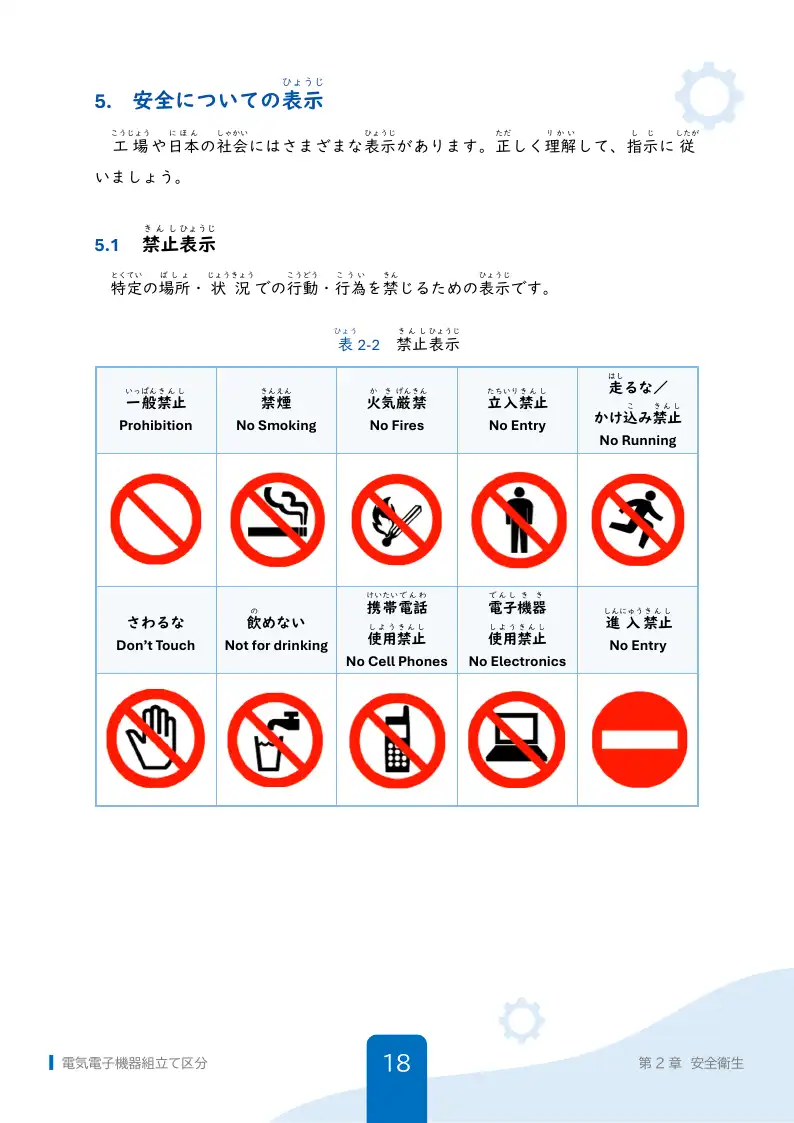 5. 安全についての表示
ひょうじ
こうじょう にほん しゃかい ひょうじ ただ りかい しじ したが
工場や日本の社会にはさまざまな表示があります。正しく理解して、指示に従
いましょう。
きんしひょうじ
5.1 禁止表示
とくてい ばしょ じょうきょう こうどう こうい きん ひょうじ
特定の場所・状況での行動・行為を禁じるための表示です。
ひょう きんしひょうじ
表 2-2 禁止表示
いっぱんきんし
一般禁止
Prohibition
きんえん
禁煙
No Smoking
かきげんきん
火気厳禁
No Fires
たちいりきんし
立入禁止
No Entry
はし
走るな／
こ きんし
かけ込み禁止
No Running
さわるな
Don’t Touch
の
飲めない
Not for drinking
けいたいでんわ
携帯電話
しようきんし
使用禁止
No Cell Phones
でんしきき
電子機器
しようきんし
使用禁止
No Electronics
しんにゅうきんし
進入禁止
No Entry
電気電子機器組立て区分
18
第 2 章 安全衛生